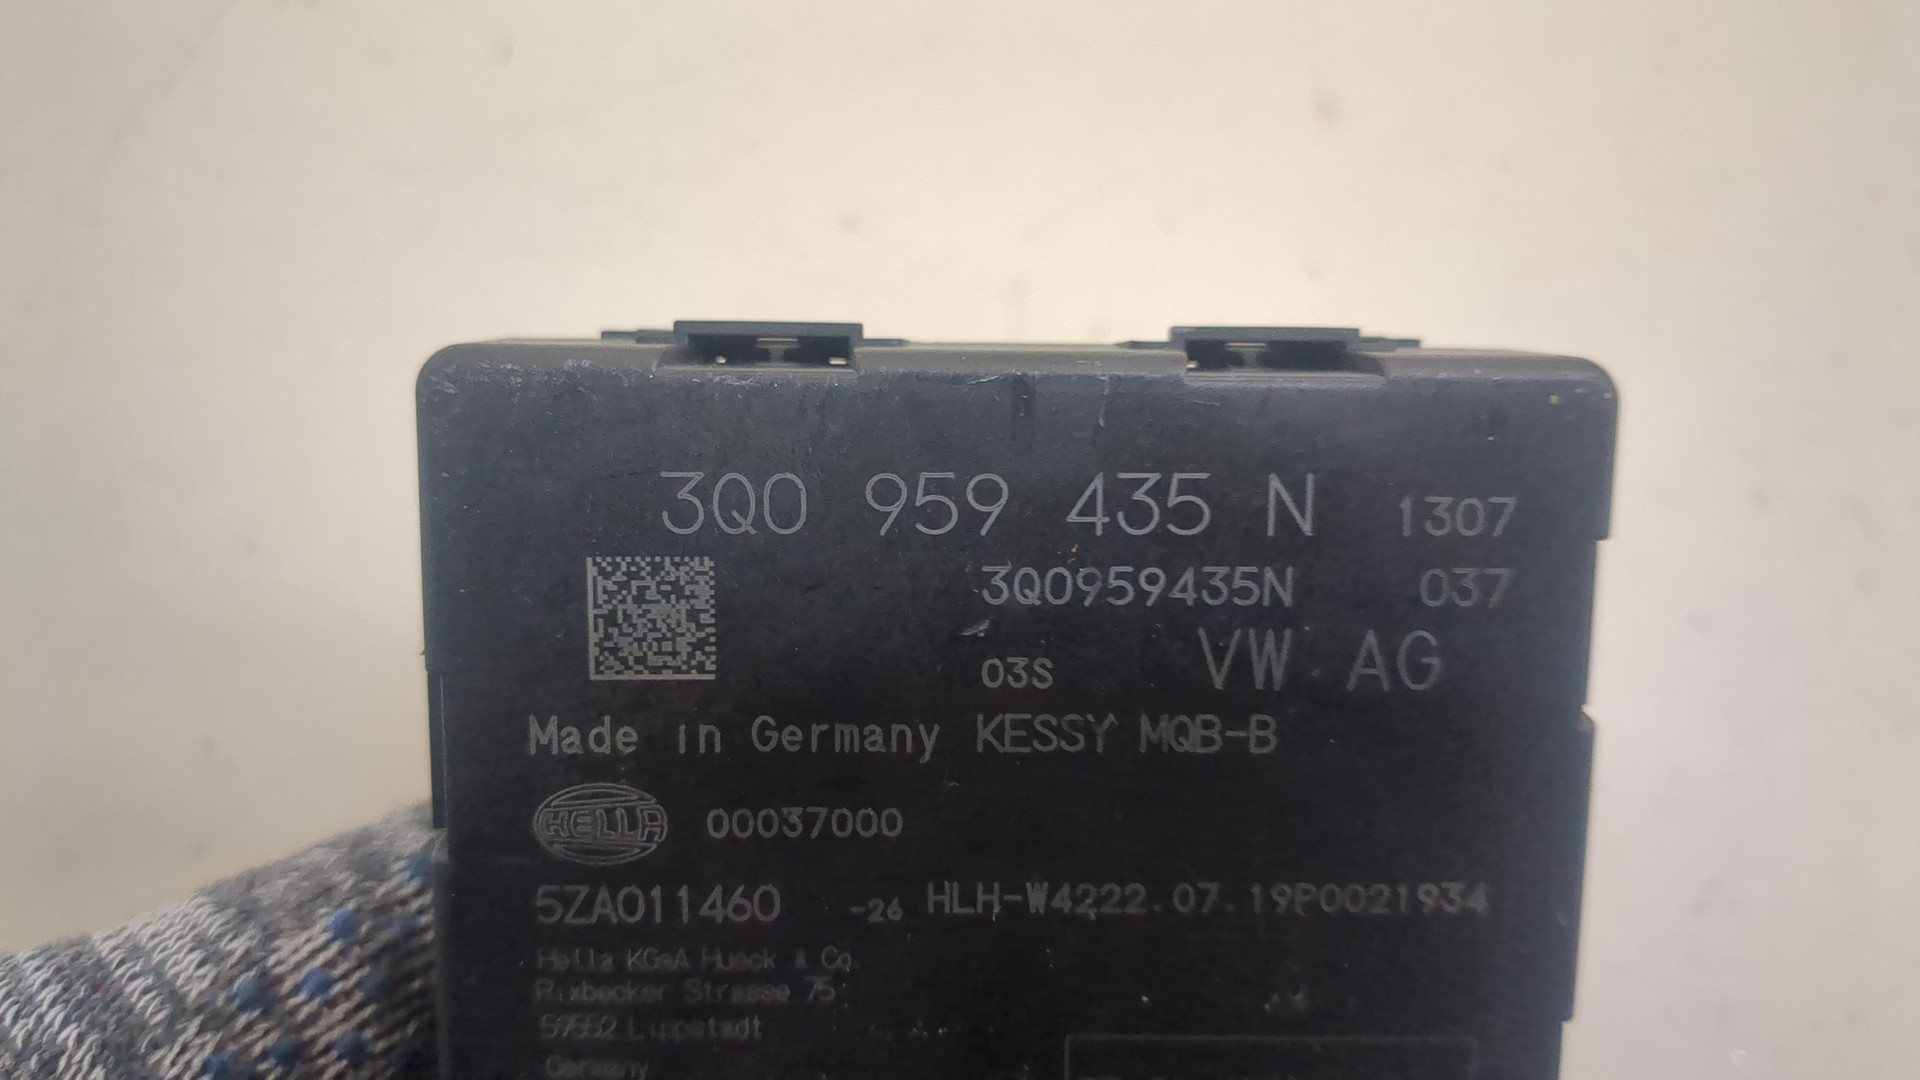 3Q0 959 435 N 1307
3Q0959435N 037
03S VW AG
Made in Germany KESSY MQB-B
HELLA 00037000
5ZA011460 -26 HLH-W4222.07.19P0021934
Hella KGaA Hueck & Co
Rixbecker Strasse 75
59552 Lippstadt
Germany